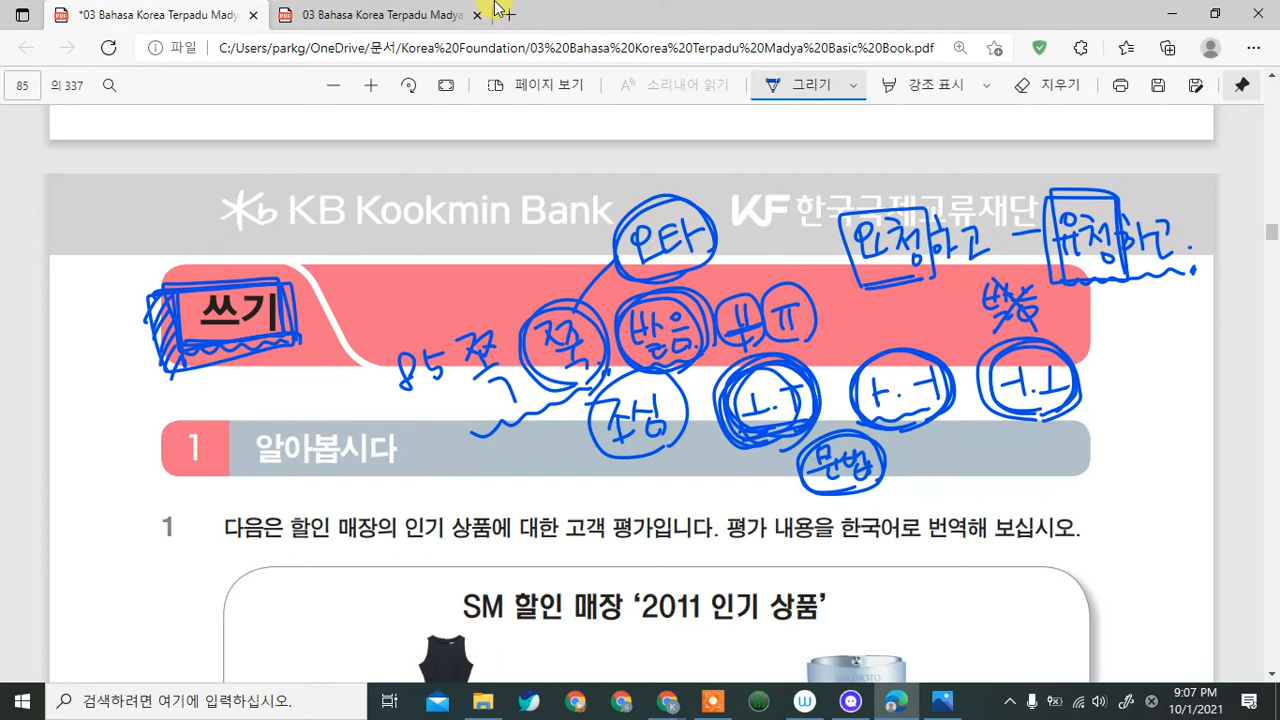 *03 Bahasa Korea Terpadu Mady
03 Bahasa Korea Terpadu Madya
파일 C:/Users/parkg/OneDrive/문서/Korea%20Foundation/03%20Bahasa%20Korea%20Terpadu%20Madya%20Basic%20Book.pdf
85 의 337 페이지 보기 소리내어 읽기 그리기 강조 표시 지우기
KB Kookmin Bank KF 한국국제교류재단
오타 요청하고 - 유청하고.
쓰기
85 쪽 쪽 발음 ㅛ ㅠ
조심 ㅗ.ㅓ ㅏ.ㅓ ㅓ.ㅗ
문법
1 알아봅시다
1 다음은 할인 매장의 인기 상품에 대한 고객 평가입니다. 평가 내용을 한국어로 번역해 보십시오.
SM 할인 매장 ‘2011 인기 상품’
검색하려면 여기에 입력하십시오.
9:07 PM
10/1/2021